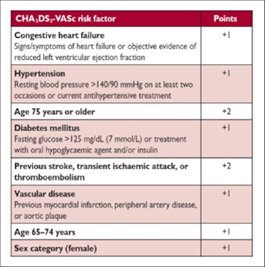 CHA2DS2-VASc risk factor Points
Congestive heart failure +1
Signs/symptoms of heart failure or objective evidence of
reduced left ventricular ejection fraction
Hypertension +1
Resting blood pressure >140/90 mmHg on at least two
occasions or current antihypertensive treatment
Age 75 years or older +2
Diabetes mellitus +1
Fasting glucose >125 mg/dL (7 mmol/L) or treatment
with oral hypoglycaemic agent and/or insulin
Previous stroke, transient ischaemic attack, or +2
thromboembolism
Vascular disease +1
Previous myocardial infarction, peripheral artery disease,
or aortic plaque
Age 65–74 years +1
Sex category (female) +1